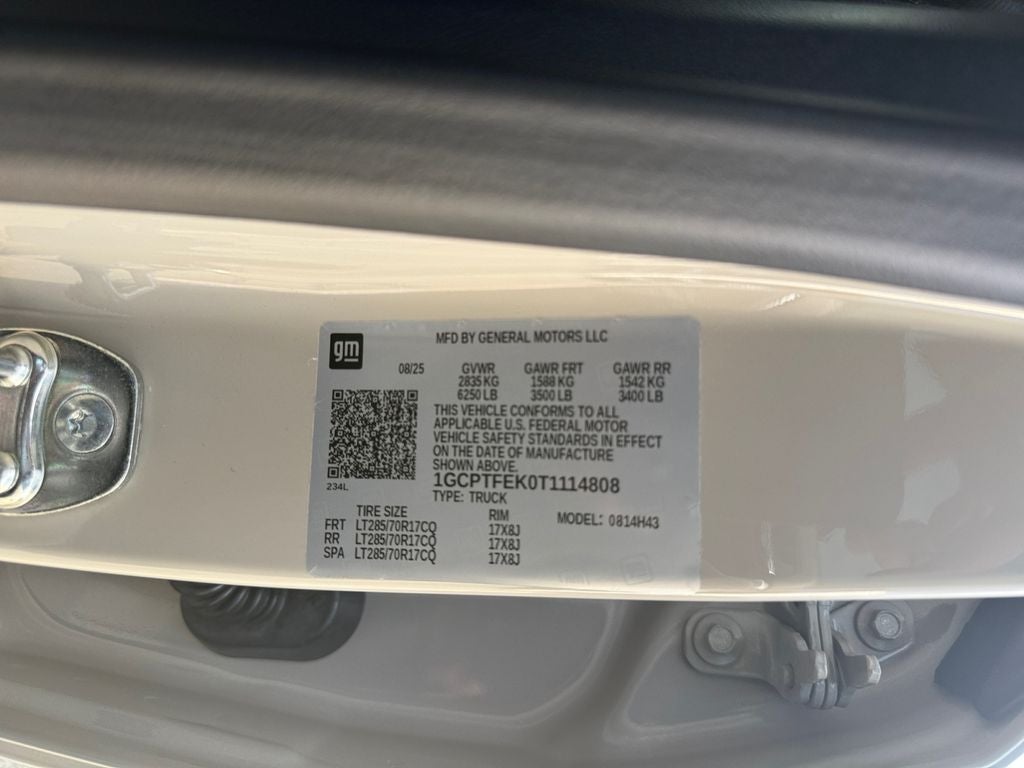 gm
MFD BY GENERAL MOTORS LLC
08/25
GVWR GAWR FRT GAWR RR
2835 KG 1588 KG 1542 KG
6250 LB 3500 LB 3400 LB
THIS VEHICLE CONFORMS TO ALL
APPLICABLE U.S. FEDERAL MOTOR
VEHICLE SAFETY STANDARDS IN EFFECT
ON THE DATE OF MANUFACTURE
SHOWN ABOVE.
234L
1GCPTFEK0T1114808
TYPE: TRUCK
TIRE SIZE RIM MODEL: 0814H43
FRT LT285/70R17CQ 17X8J
RR LT285/70R17CQ 17X8J
SPA LT285/70R17CQ 17X8J